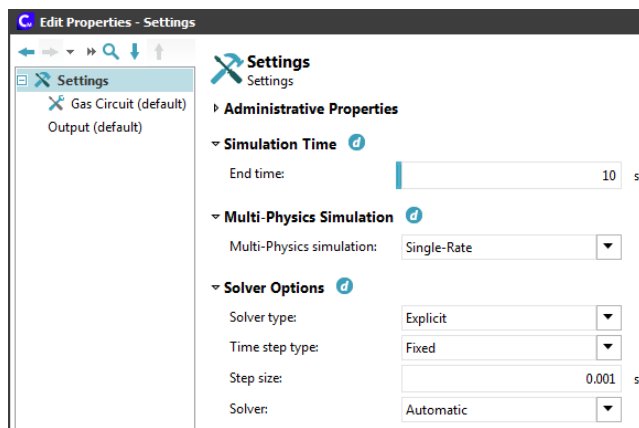 Edit Properties - Settings
Settings
Gas Circuit (default)
Output (default)
Settings
Settings
Administrative Properties
Simulation Time d
End time: 10 s
Multi-Physics Simulation d
Multi-Physics simulation: Single-Rate
Solver Options d
Solver type: Explicit
Time step type: Fixed
Step size: 0.001 s
Solver: Automatic